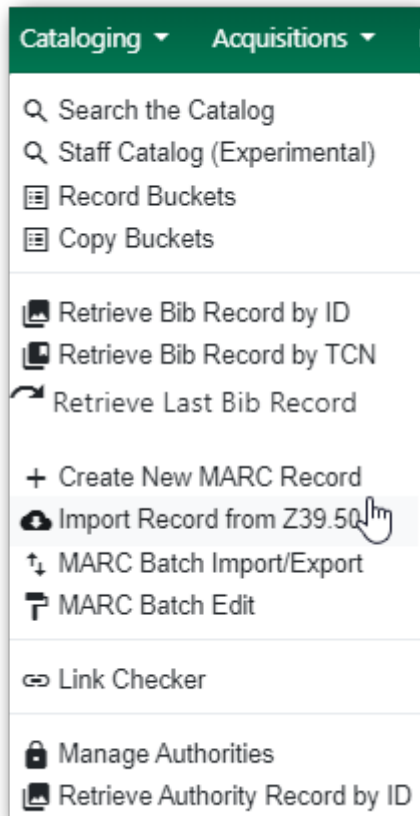 Cataloging Acquisitions
Search the Catalog
Staff Catalog (Experimental)
Record Buckets
Copy Buckets
Retrieve Bib Record by ID
Retrieve Bib Record by TCN
Retrieve Last Bib Record
Create New MARC Record
Import Record from Z39.50
MARC Batch Import/Export
MARC Batch Edit
Link Checker
Manage Authorities
Retrieve Authority Record by ID